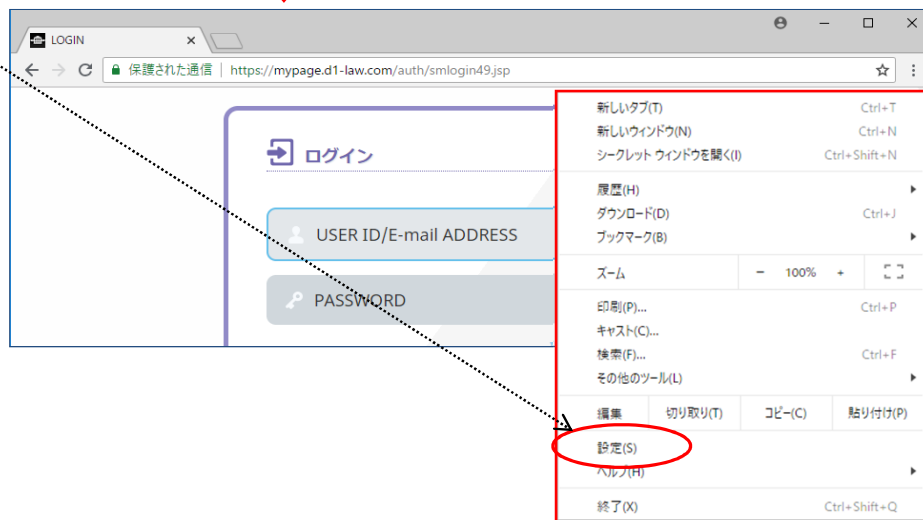 LOGIN
保護された通信 | https://mypage.d1-law.com/auth/smlogin49.jsp
ログイン
USER ID/E-mail ADDRESS
PASSWORD
新しいタブ(T) Ctrl+T
新しいウィンドウ(N) Ctrl+N
シークレット ウィンドウを開く(I) Ctrl+Shift+N
履歴(H)
ダウンロード(D) Ctrl+J
ブックマーク(B)
ズーム - 100% +
印刷(P)... Ctrl+P
キャスト(C)...
検索(F)... Ctrl+F
その他のツール(L)
編集 切り取り(T) コピー(C) 貼り付け(P)
設定(S)
ヘルプ(H)
終了(X) Ctrl+Shift+Q